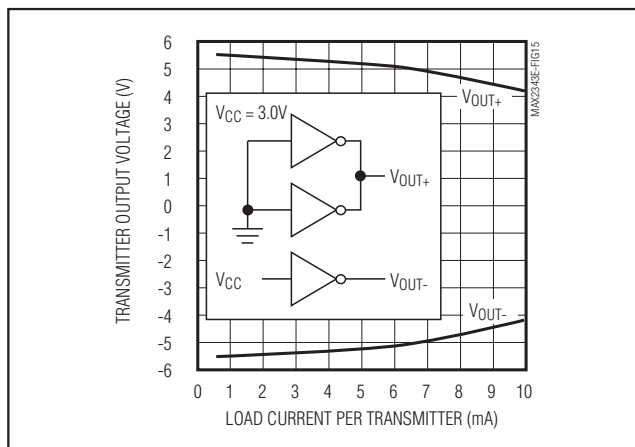 TRANSMITTER OUTPUT VOLTAGE (V)
6
5
4
3
2
1
0
-1
-2
-3
-4
-5
-6
VCC = 3.0V
VOUT+
VOUT+
VCC
VOUT-
VOUT-
MAX2343E-FIG15
0 1 2 3 4 5 6 7 8 9 10
LOAD CURRENT PER TRANSMITTER (mA)